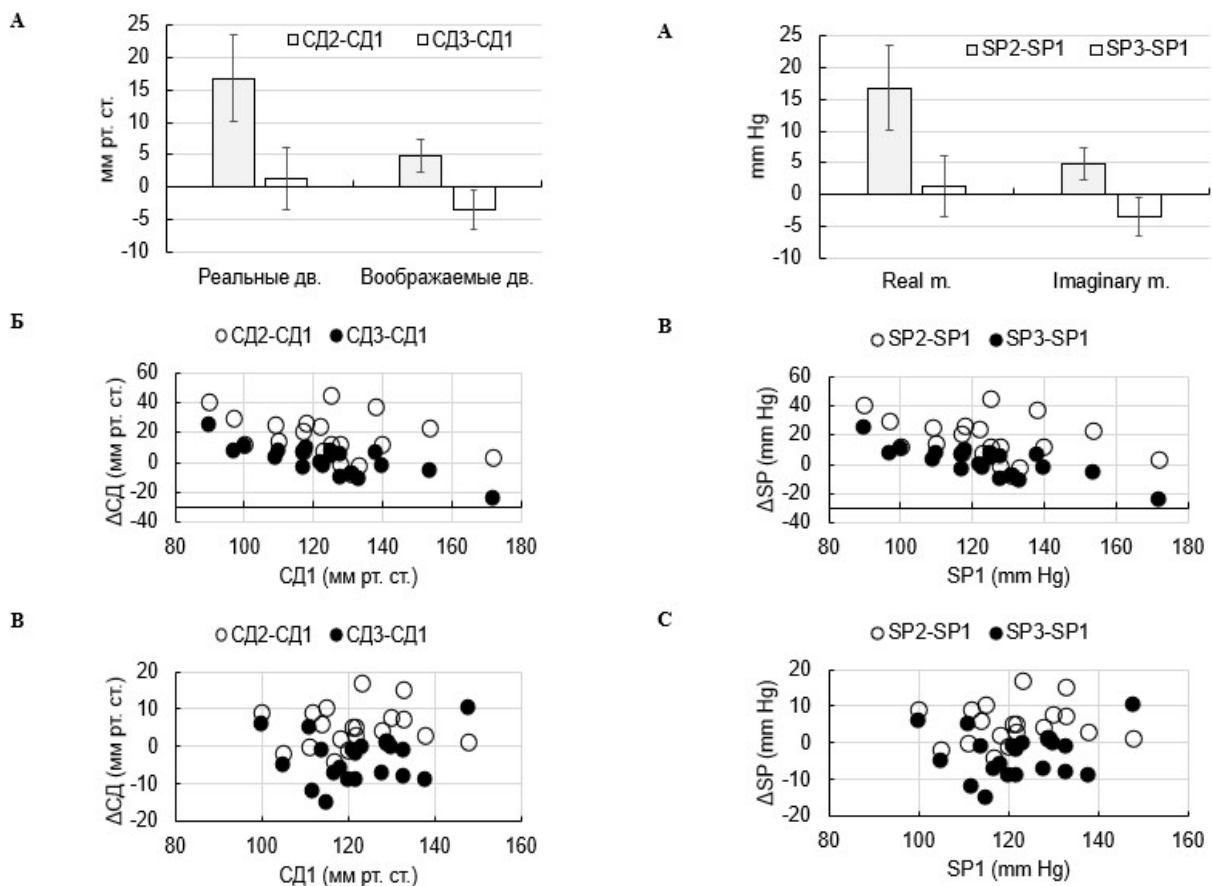 А
25
20
15
10
5
0
-5
-10
мм рт. ст.
СД2-СД1 СД3-СД1
Реальные дв. Воображаемые дв.
A
25
20
15
10
5
0
-5
-10
mm Hg
SP2-SP1 SP3-SP1
Real m. Imaginary m.
Б
СД2-СД1 СД3-СД1
60
40
20
0
-20
-40
ΔСД (мм рт. ст.)
80 100 120 140 160 180
СД1 (мм рт. ст.)
B
SP2-SP1 SP3-SP1
60
40
20
0
-20
-40
ΔSP (mm Hg)
80 100 120 140 160 180
SP1 (mm Hg)
В
СД2-СД1 СД3-СД1
20
10
0
-10
-20
ΔСД (мм рт. ст.)
80 100 120 140 160
СД1 (мм рт. ст.)
C
SP2-SP1 SP3-SP1
20
10
0
-10
-20
ΔSP (mm Hg)
80 100 120 140 160
SP1 (mm Hg)